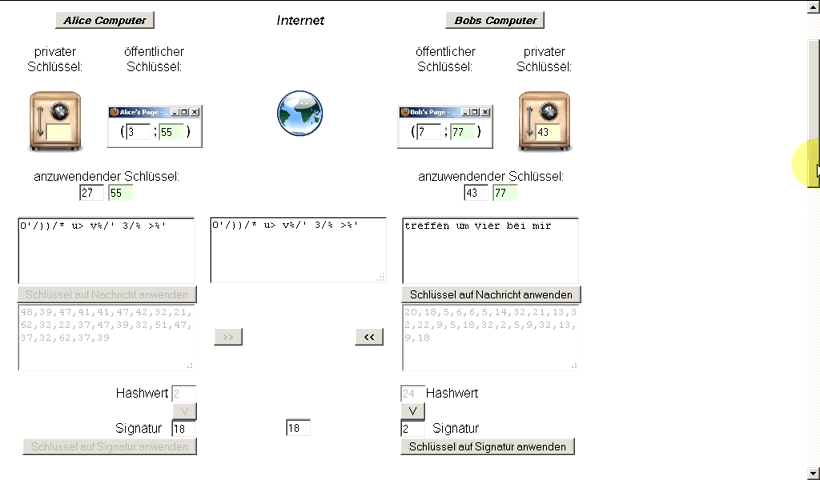 Alice Computer
Internet
Bobs Computer
privater Schlüssel:
öffentlicher Schlüssel:
öffentlicher Schlüssel:
privater Schlüssel:
Alice's Page -
Bob's Page -
( 3 ; 55 )
( 7 ; 77 )
43
anzuwendender Schlüssel:
anzuwendender Schlüssel:
27 55
43 77
O'/))/* u> v%/' 3/% >%'
O'/))/* u> v%/' 3/% >%'
treffen um vier bei mir
Schlüssel auf Nachricht anwenden
Schlüssel auf Nachricht anwenden
48,39,47,41,41,47,42,32,21,
62,32,22,37,47,39,32,51,47,
37,32,62,37,39
>>
<<
20,18,5,6,6,5,14,32,21,13,3
2,22,9,5,18,32,2,5,9,32,13,
9,18
Hashwert 2
24 Hashwert
V
V
Signatur 18
18
2 Signatur
Schlüssel auf Signatur anwenden
Schlüssel auf Signatur anwenden